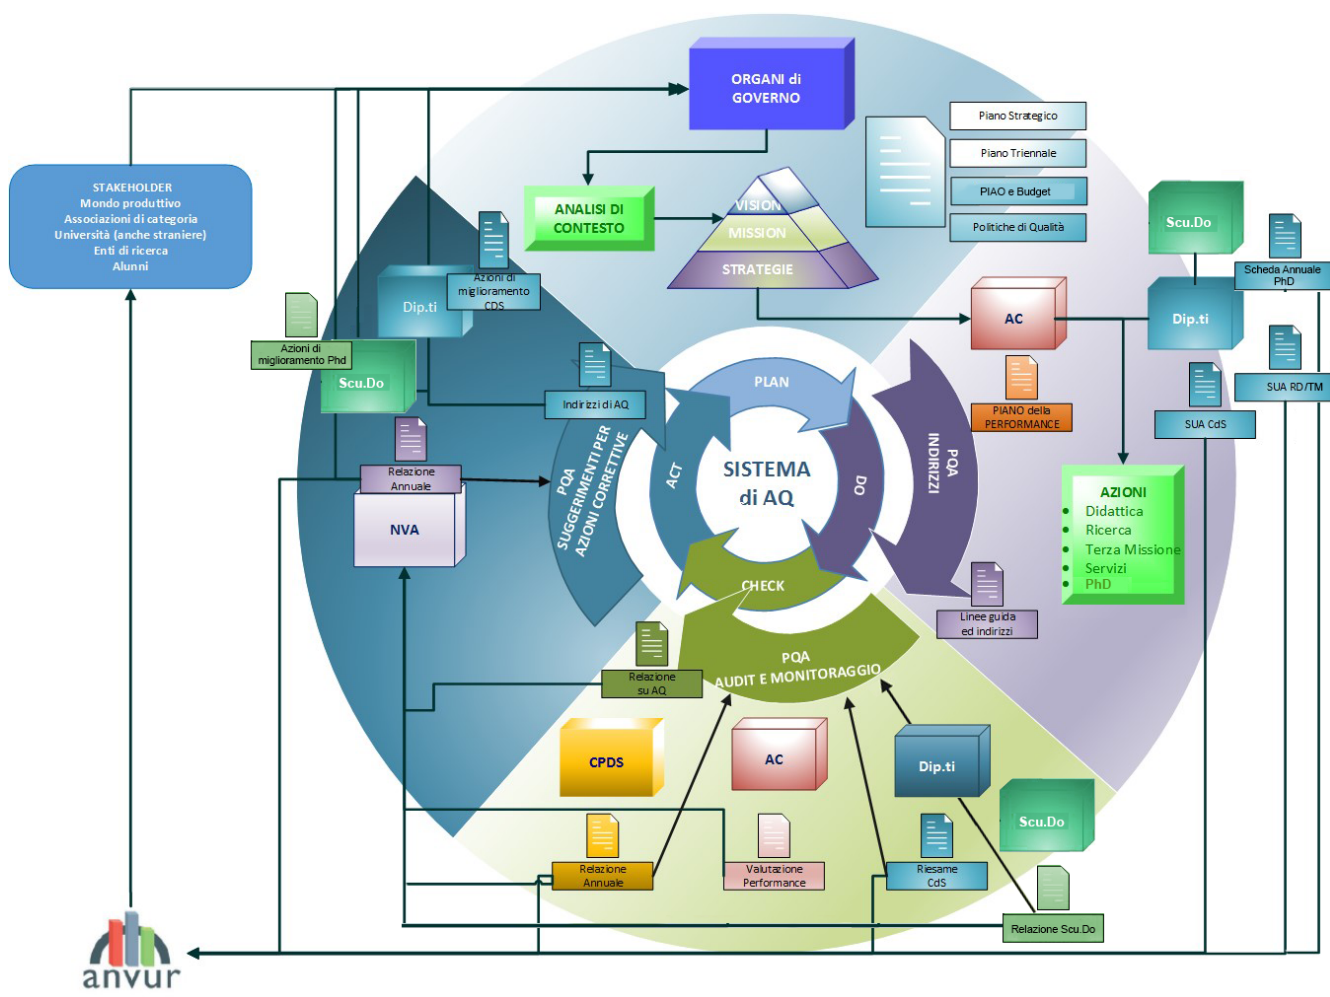 ORGANI di
GOVERNO
Piano Strategico
Piano Triennale
PIAO e Budget
Politiche di Qualità
STAKEHOLDER
Mondo produttivo
Associazioni di categoria
Università (anche straniere)
Enti di ricerca
Alunni
ANALISI DI
CONTESTO
VISION
MISSION
STRATEGIE
Scu.Do
Scheda Annuale
PhD
Azioni di
miglioramento
CDS
Dip.ti
AC
Dip.ti
Azioni di
miglioramento Phd
Scu.Do
Indirizzi di AQ
PLAN
PIANO della
PERFORMANCE
SUA RD/TM
SUA CdS
PQA
INDIRIZZI
Relazione
Annuale
NVA
PQA
SUGGERIMENTI PER
AZIONI CORRETTIVE
ACT
SISTEMA
di AQ
DO
AZIONI
• Didattica
• Ricerca
• Terza Missione
• Servizi
• PhD
CHECK
Linee guida
ed indirizzi
PQA
AUDIT E MONITORAGGIO
Relazione
su AQ
CPDS
AC
Dip.ti
Scu.Do
Relazione
Annuale
Valutazione
Performance
Riesame
CdS
Relazione Scu.Do
anvur